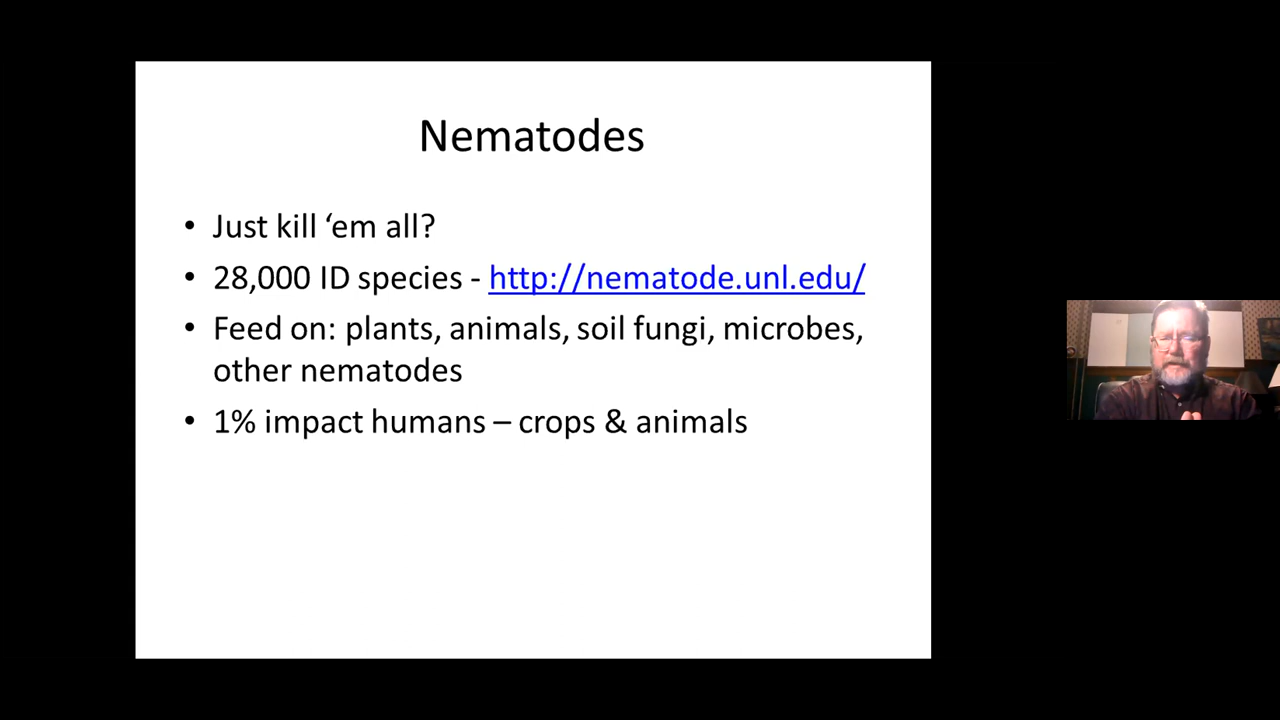 Nematodes
• Just kill ‘em all?
• 28,000 ID species - http://nematode.unl.edu/
• Feed on: plants, animals, soil fungi, microbes,
other nematodes
• 1% impact humans – crops & animals